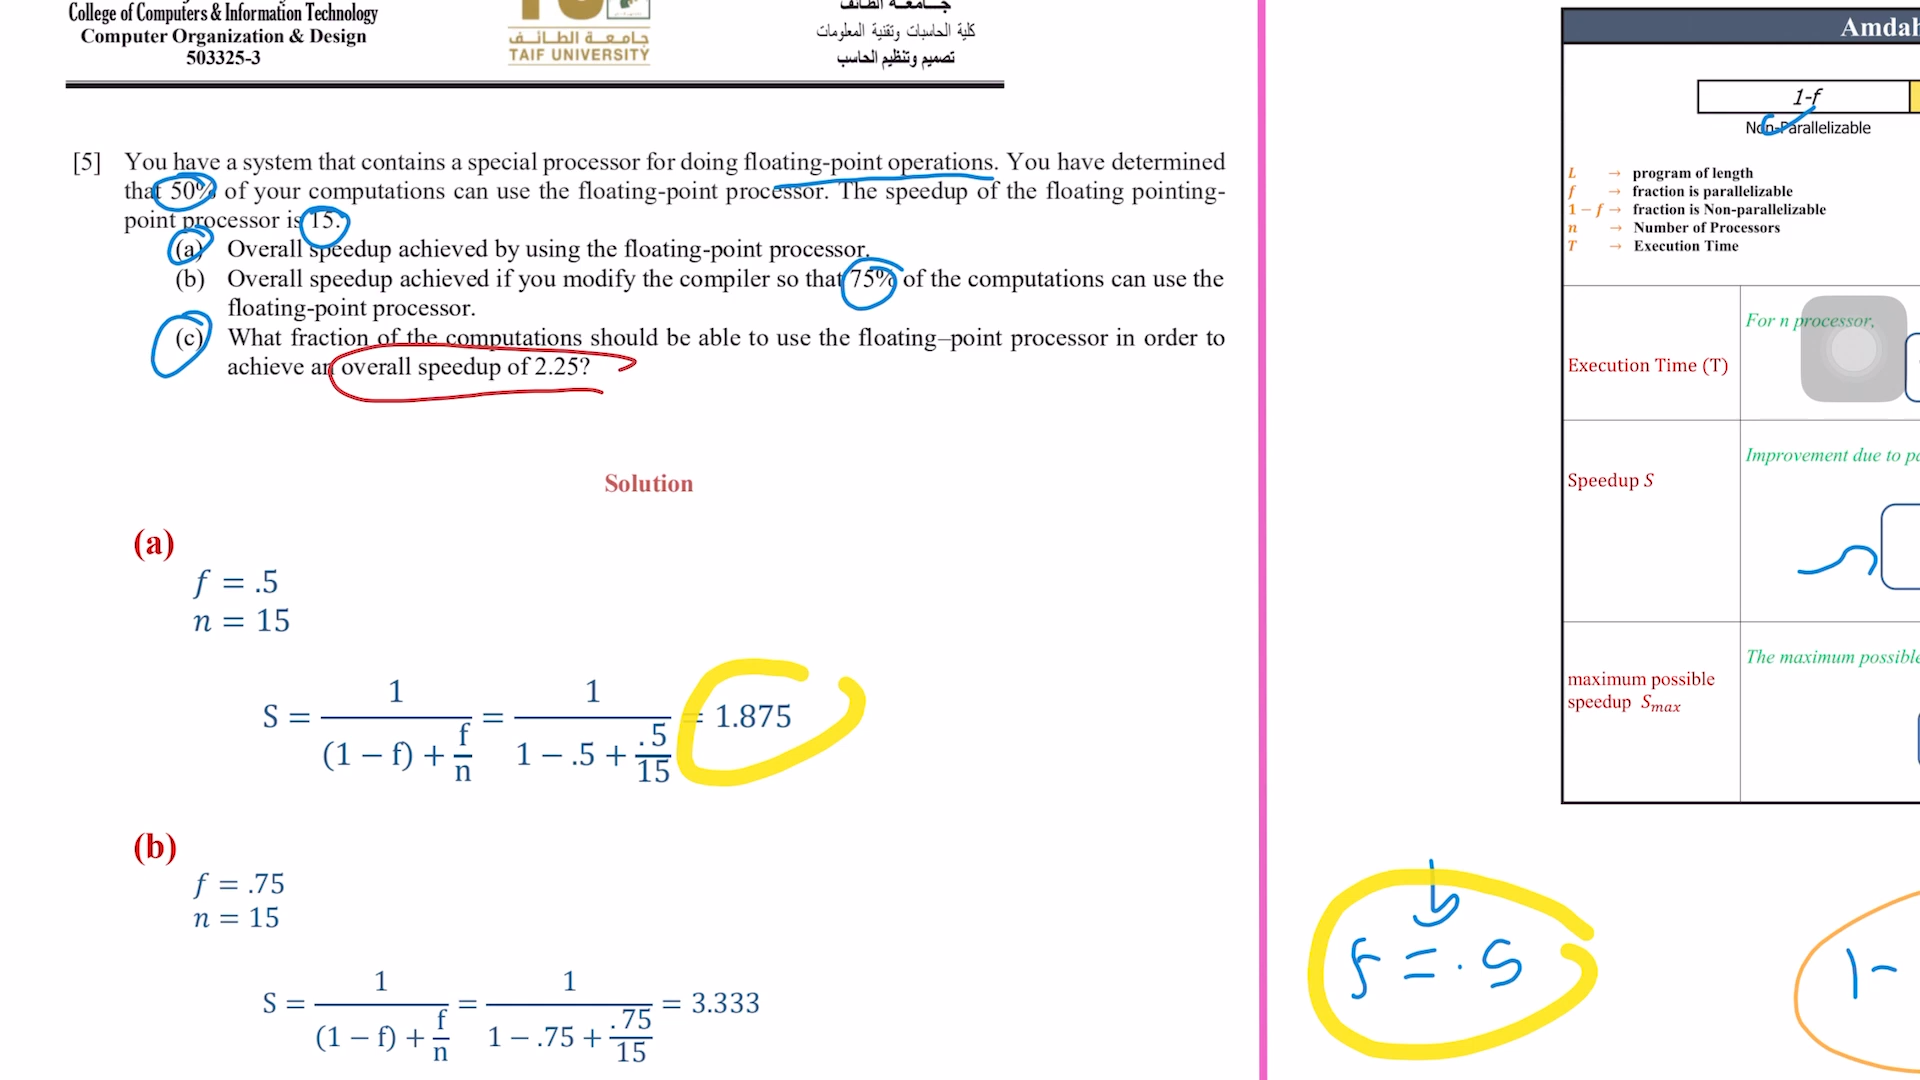 College of Computers & Information Technology
Computer Organization & Design
503325-3
جامعة الطائف
TAIF UNIVERSITY
جـــامعـــة الطائف
كلية الحاسبات وتقنية المعلومات
تصميم وتنظيم الحاسب
[5] You have a system that contains a special processor for doing floating-point operations. You have determined
that 50% of your computations can use the floating-point processor. The speedup of the floating pointing-
point processor is 15.
(a) Overall speedup achieved by using the floating-point processor.
(b) Overall speedup achieved if you modify the compiler so that 75% of the computations can use the
floating-point processor.
(c) What fraction of the computations should be able to use the floating–point processor in order to
achieve an overall speedup of 2.25?
Solution
(a)
f = .5
n = 15
S = 1 / ((1 − f) + f/n) = 1 / (1 − .5 + .5/15) = 1.875
(b)
f = .75
n = 15
S = 1 / ((1 − f) + f/n) = 1 / (1 − .75 + .75/15) = 3.333
1-f
Non-Parallelizable
L → program of length
f → fraction is parallelizable
1 − f → fraction is Non-parallelizable
n → Number of Processors
T → Execution Time
Execution Time (T)
For n processor,
Speedup S
Improvement due to
maximum possible
speedup Smax
The maximum possible
f = .5
1-